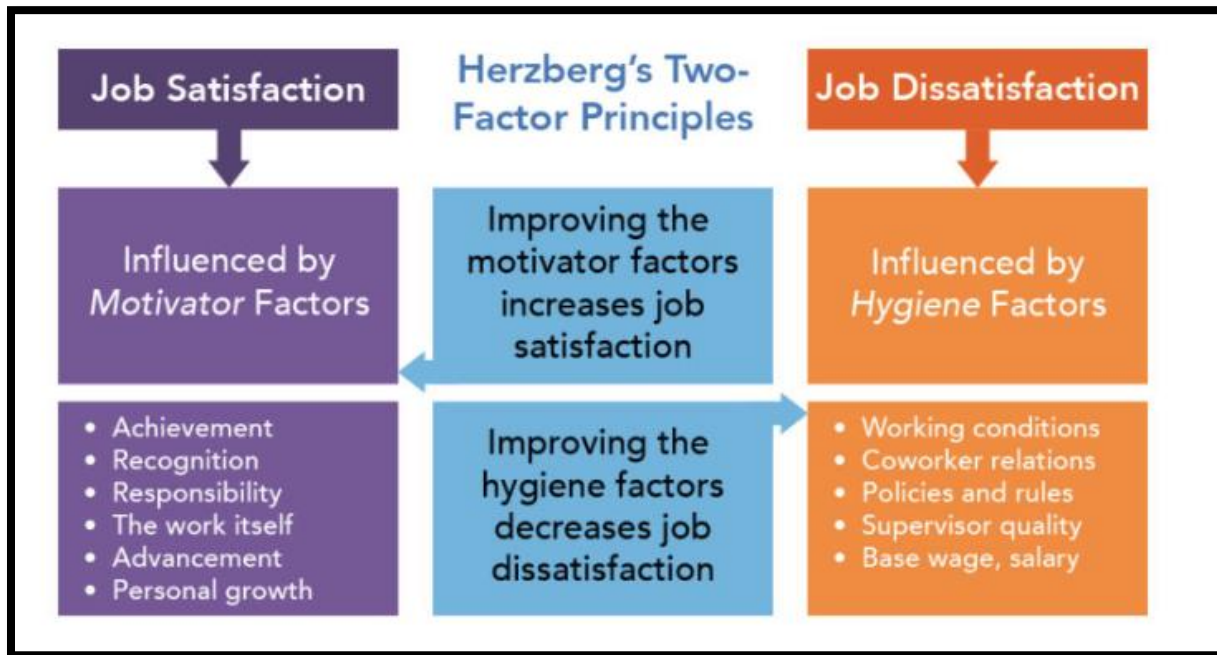 Job Satisfaction
Herzberg's Two-
Factor Principles
Job Dissatisfaction
Influenced by
Motivator Factors
Improving the
motivator factors
increases job
satisfaction
Influenced by
Hygiene Factors
• Achievement
• Recognition
• Responsibility
• The work itself
• Advancement
• Personal growth
Improving the
hygiene factors
decreases job
dissatisfaction
• Working conditions
• Coworker relations
• Policies and rules
• Supervisor quality
• Base wage, salary